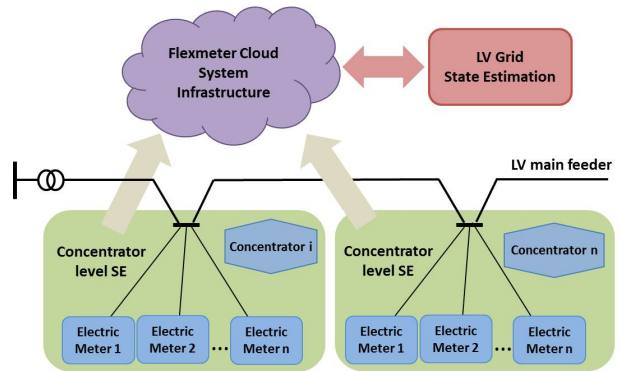 Flexmeter Cloud
System
Infrastructure
LV Grid
State Estimation
LV main feeder
Concentrator
level SE
Concentrator i
Electric
Meter 1
Electric
Meter 2
...
Electric
Meter n
Concentrator
level SE
Concentrator n
Electric
Meter 1
Electric
Meter 2
...
Electric
Meter n